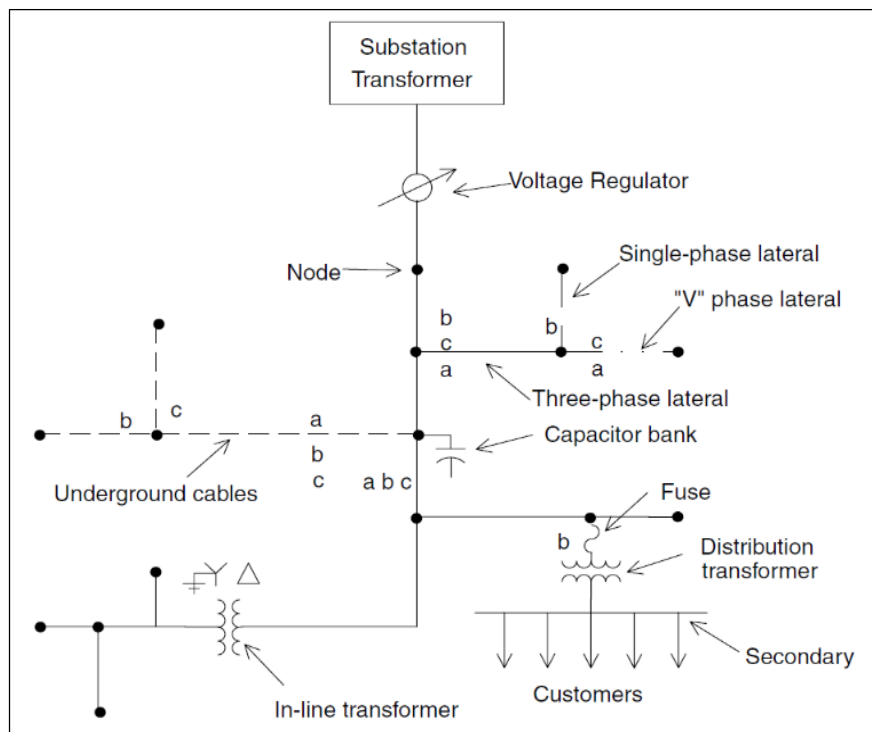 Substation
Transformer
Voltage Regulator
Node
Single-phase lateral
"V" phase lateral
b
c
a
b
c
a
Three-phase lateral
b
c
a
b
c
Underground cables
Capacitor bank
a b c
Fuse
b
Distribution
transformer
Secondary
Customers
In-line transformer